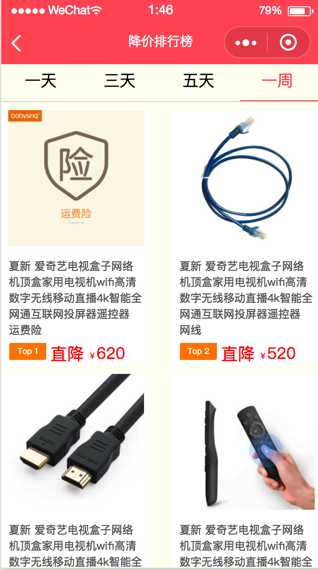 WeChat
1:46
79%
降价排行榜
一天
三天
五天
一周
babysing
险
运费险
夏新 爱奇艺电视盒子网络
机顶盒家用电视机wifi高清
数字无线移动直播4k智能全
网通互联网投屏器遥控器
运费险
Top 1
直降 ¥620
夏新 爱奇艺电视盒子网络
机顶盒家用电视机wifi高清
数字无线移动直播4k智能全
网通互联网投屏器遥控器
网线
Top 2
直降 ¥520
夏新 爱奇艺电视盒子网络
机顶盒家用电视机wifi高清
数字无线移动直播4k智能全
夏新 爱奇艺电视盒子网络
机顶盒家用电视机wifi高清
数字无线移动直播4k智能全